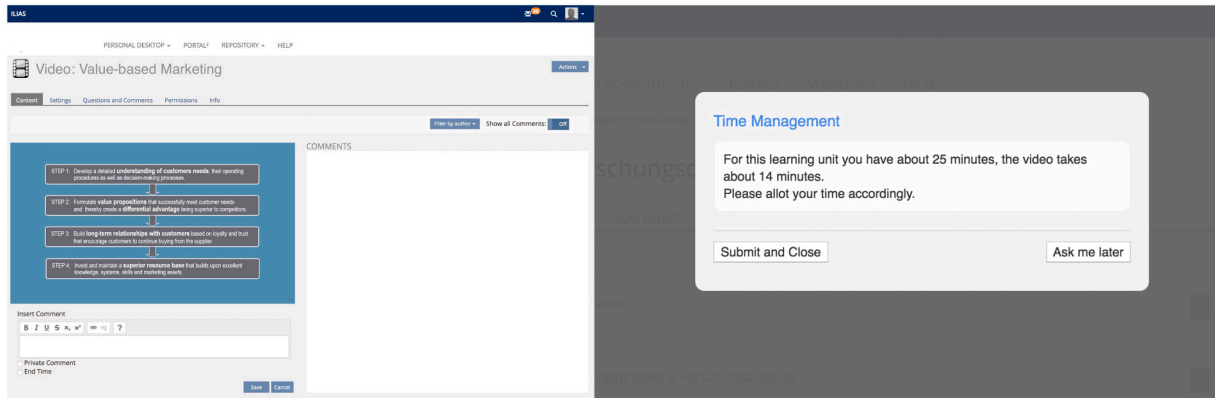 ILIAS
PERSONAL DESKTOP
PORTAL²
REPOSITORY
HELP
Video: Value-based Marketing
Actions
Content
Settings
Questions and Comments
Permissions
Info
Filter by author
Show all Comments:
Off
STEP 1: Develop a detailed understanding of customers needs, their operating
procedures as well as decision-making processes.
STEP 2: Formulate value propositions that successfully meet customer needs
and thereby create a differential advantage being superior to competitors.
STEP 3: Build long-term relationships with customers based on loyalty and trust
that encourage customers to continue buying from the supplier.
STEP 4: Invest and maintain a superior resource base that builds upon excellent
knowledge, systems, skills and marketing assets.
COMMENTS
Insert Comment
B I U S x₂ x² ?
Private Comment
End Time
Save
Cancel
MAGAZIN
HILFE
Zum Portal
Time Management
For this learning unit you have about 25 minutes, the video takes
about 14 minutes.
Please allot your time accordingly.
Submit and Close
Ask me later